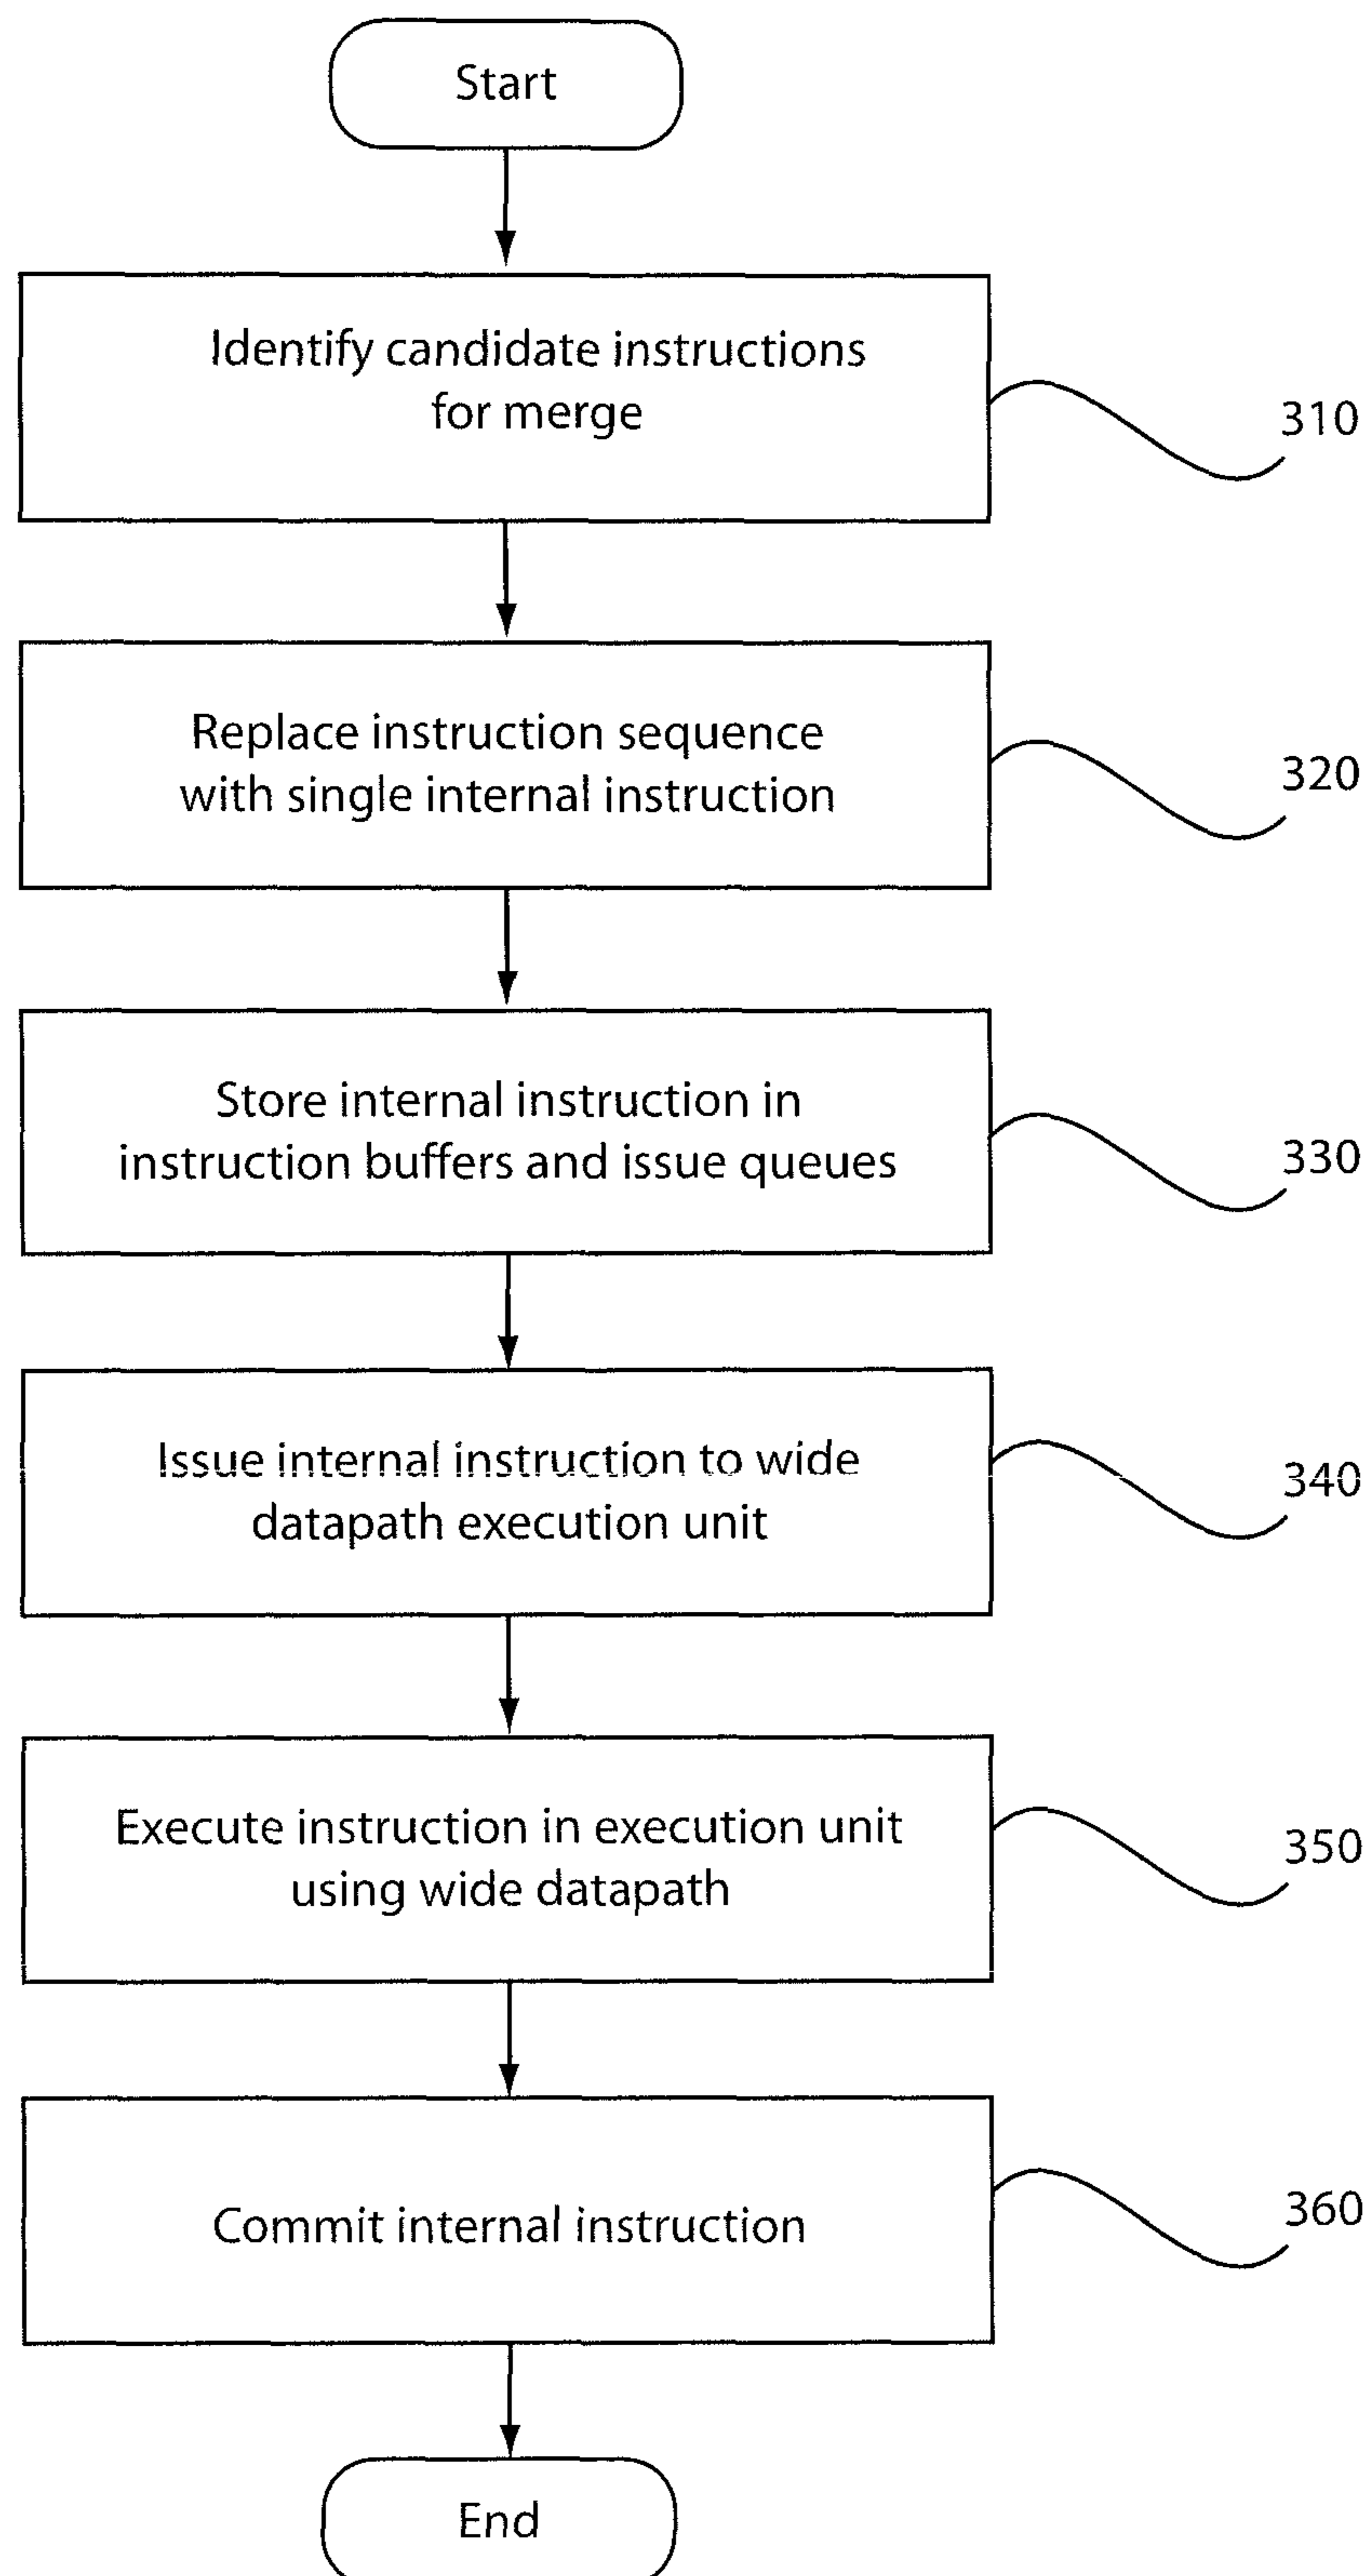 Start
Identify candidate instructions
for merge
310
Replace instruction sequence
with single internal instruction
320
Store internal instruction in
instruction buffers and issue queues
330
Issue internal instruction to wide
datapath execution unit
340
Execute instruction in execution unit
using wide datapath
350
Commit internal instruction
360
End